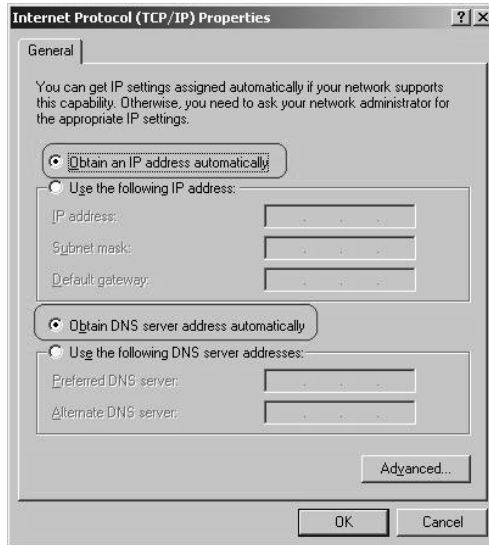 Internet Protocol (TCP/IP) Properties
? X
General
You can get IP settings assigned automatically if your network supports
this capability. Otherwise, you need to ask your network administrator for
the appropriate IP settings.
Obtain an IP address automatically
Use the following IP address:
IP address:
Subnet mask:
Default gateway:
Obtain DNS server address automatically
Use the following DNS server addresses:
Preferred DNS server:
Alternate DNS server:
Advanced...
OK Cancel